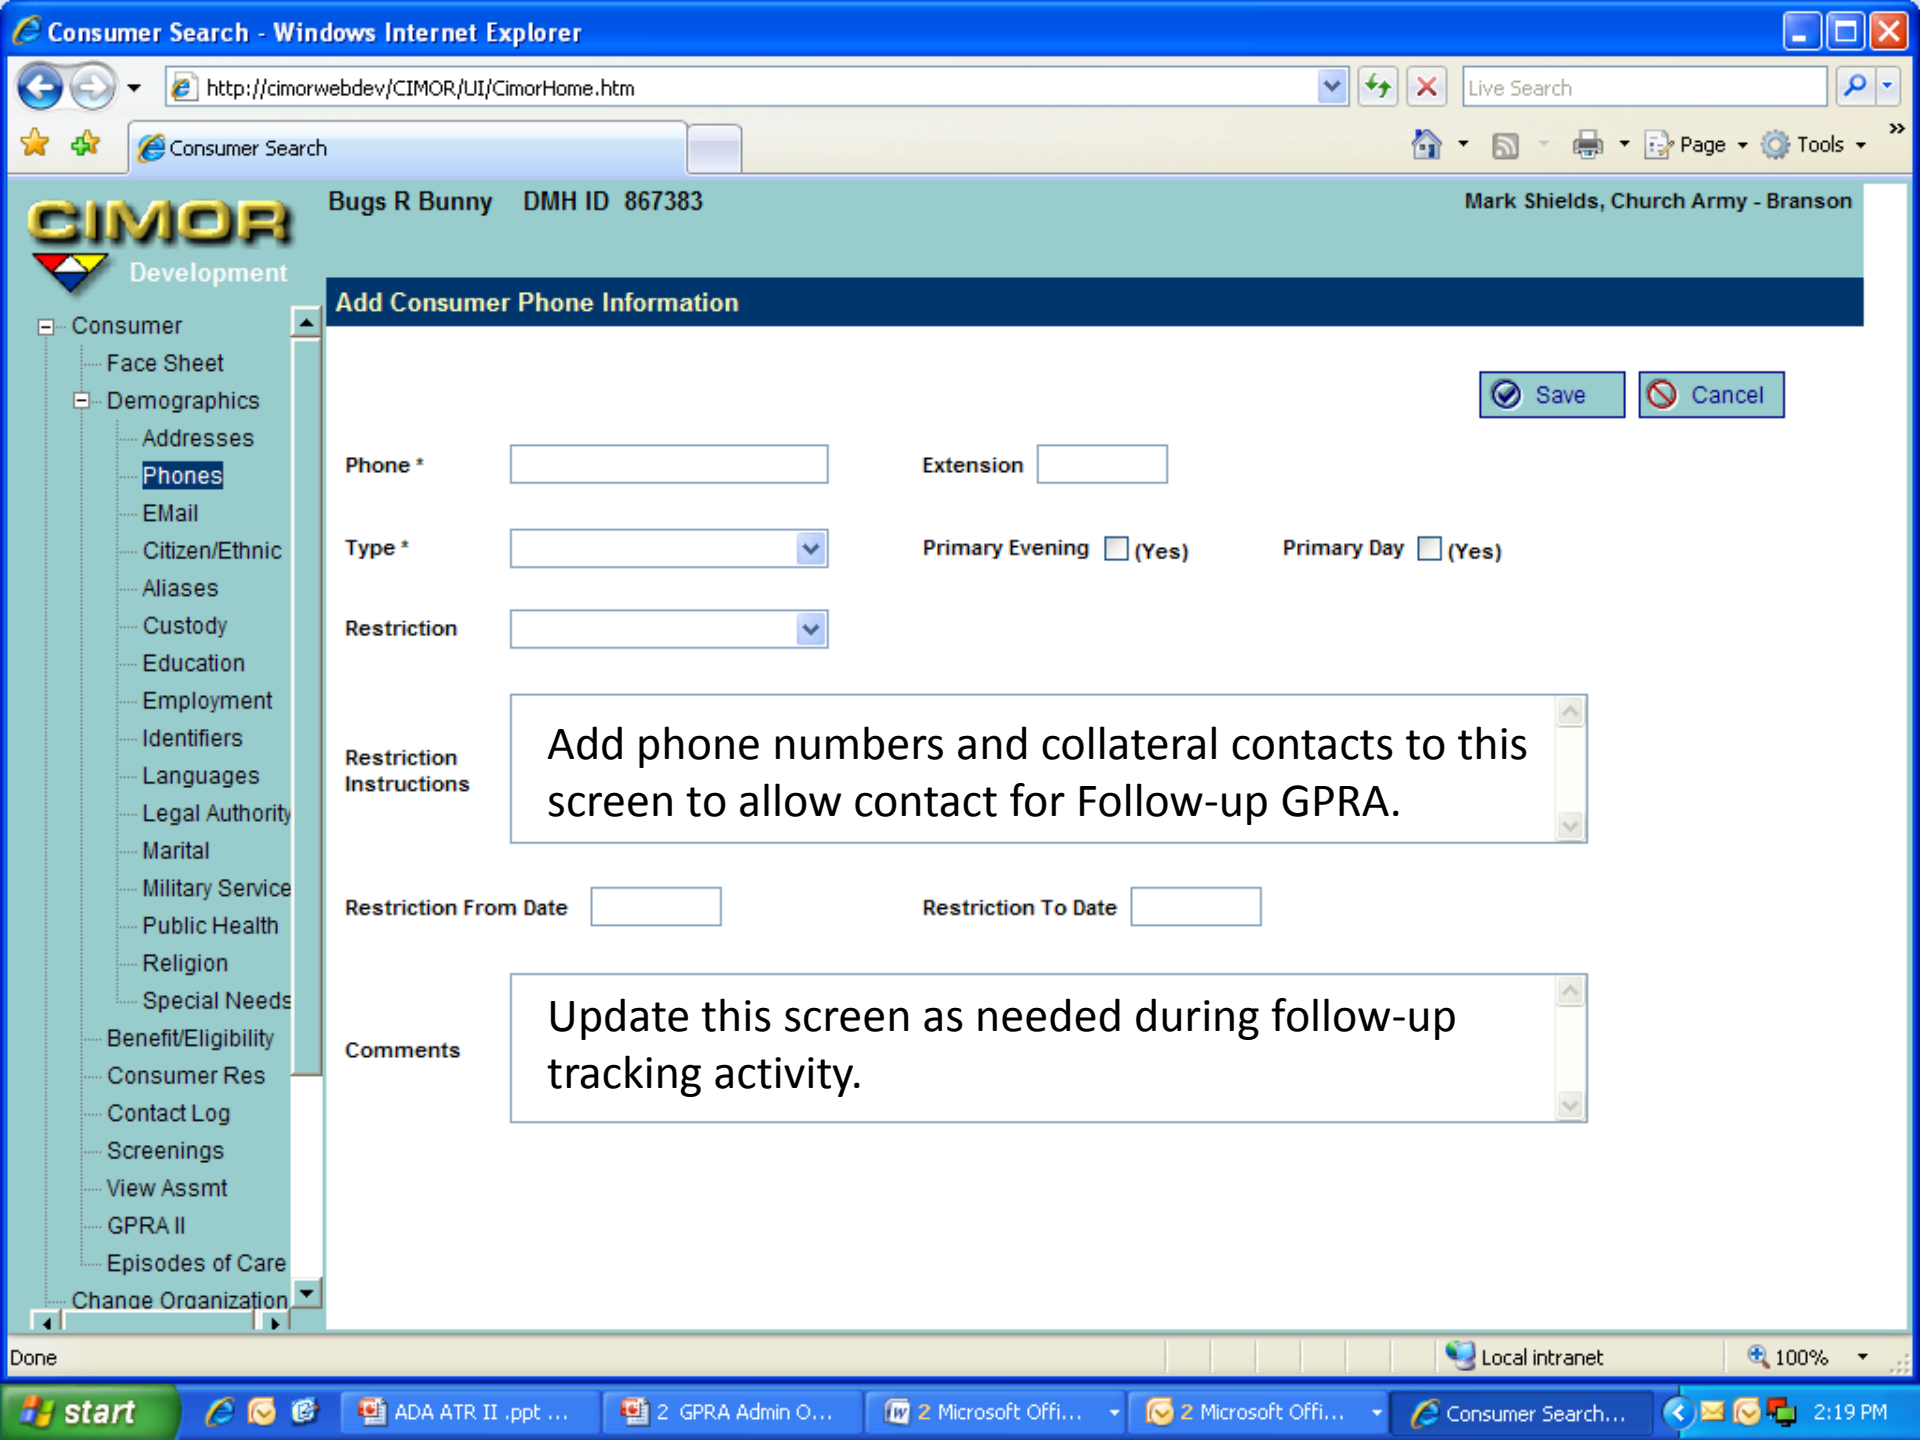 Consumer Search - Windows Internet Explorer
http://cimorwebdev/CIMOR/UI/CimorHome.htm
Live Search
Consumer Search
Page
Tools
»
CIMOR
Development
Bugs R Bunny DMH ID 867383
Mark Shields, Church Army - Branson
Add Consumer Phone Information
Consumer
Face Sheet
Demographics
Addresses
Phones
EMail
Citizen/Ethnic
Aliases
Custody
Education
Employment
Identifiers
Languages
Legal Authority
Marital
Military Service
Public Health
Religion
Special Needs
Benefit/Eligibility
Consumer Res
Contact Log
Screenings
View Assmt
GPRA II
Episodes of Care
Change Organization
Save
Cancel
Phone *
Extension
Type *
Primary Evening (Yes)
Primary Day (Yes)
Restriction
Restriction
Instructions
Add phone numbers and collateral contacts to this
screen to allow contact for Follow-up GPRA.
Restriction From Date
Restriction To Date
Comments
Update this screen as needed during follow-up
tracking activity.
Done
Local intranet
100%
start
ADA ATR II .ppt ...
2 GPRA Admin O...
2 Microsoft Offi...
2 Microsoft Offi...
Consumer Search...
2:19 PM